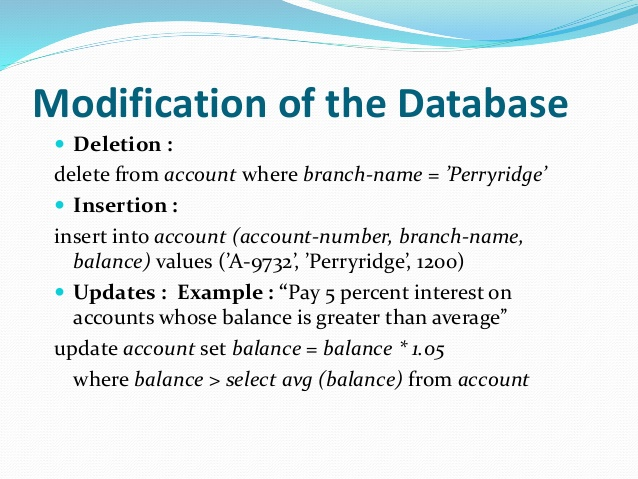 Modification of the Database
• Deletion :
delete from account where branch-name = ’Perryridge’
• Insertion :
insert into account (account-number, branch-name,
balance) values (’A-9732’, ’Perryridge’, 1200)
• Updates : Example : “Pay 5 percent interest on
accounts whose balance is greater than average”
update account set balance = balance * 1.05
where balance > select avg (balance) from account